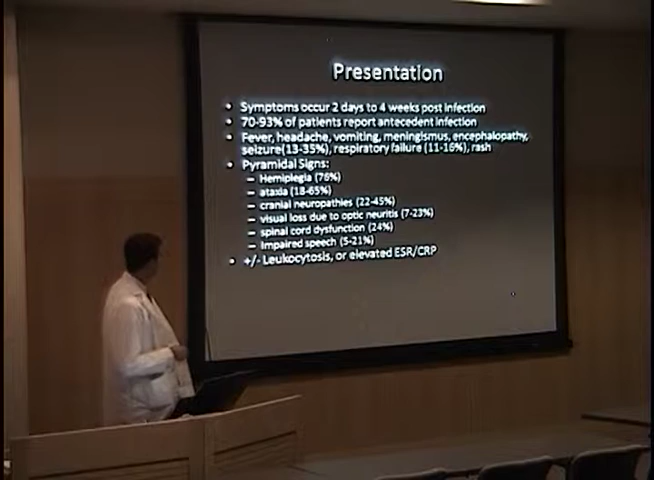 Presentation
• Symptoms occur 2 days to 4 weeks post infection
• 70-93% of patients report antecedent infection
• Fever, headache, vomiting, meningismus, encephalopathy,
seizure(13-35%), respiratory failure (11-16%), rash
• Pyramidal Signs:
– Hemiplegia (76%)
– ataxia (18-65%)
– cranial neuropathies (22-45%)
– visual loss due to optic neuritis (7-23%)
– spinal cord dysfunction (24%)
– Impaired speech (5-21%)
• +/- Leukocytosis, or elevated ESR/CRP